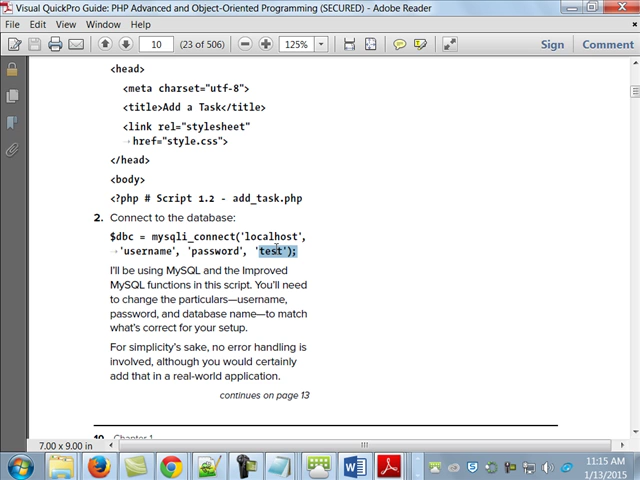 Visual QuickPro Guide: PHP Advanced and Object-Oriented Programming (SECURED) - Adobe Reader
File Edit View Window Help
10 (23 of 506) 125% Sign Comment
<head>
<meta charset="utf-8">
<title>Add a Task</title>
<link rel="stylesheet"
→ href="style.css">
</head>
<body>
<?php # Script 1.2 - add_task.php
2. Connect to the database:
$dbc = mysqli_connect('localhost',
→ 'username', 'password', 'test');
I'll be using MySQL and the Improved
MySQL functions in this script. You'll need
to change the particulars—username,
password, and database name—to match
what's correct for your setup.
For simplicity's sake, no error handling is
involved, although you would certainly
add that in a real-world application.
continues on page 13
10 Chapter 1
7.00 x 9.00 in
11:15 AM
1/13/2015